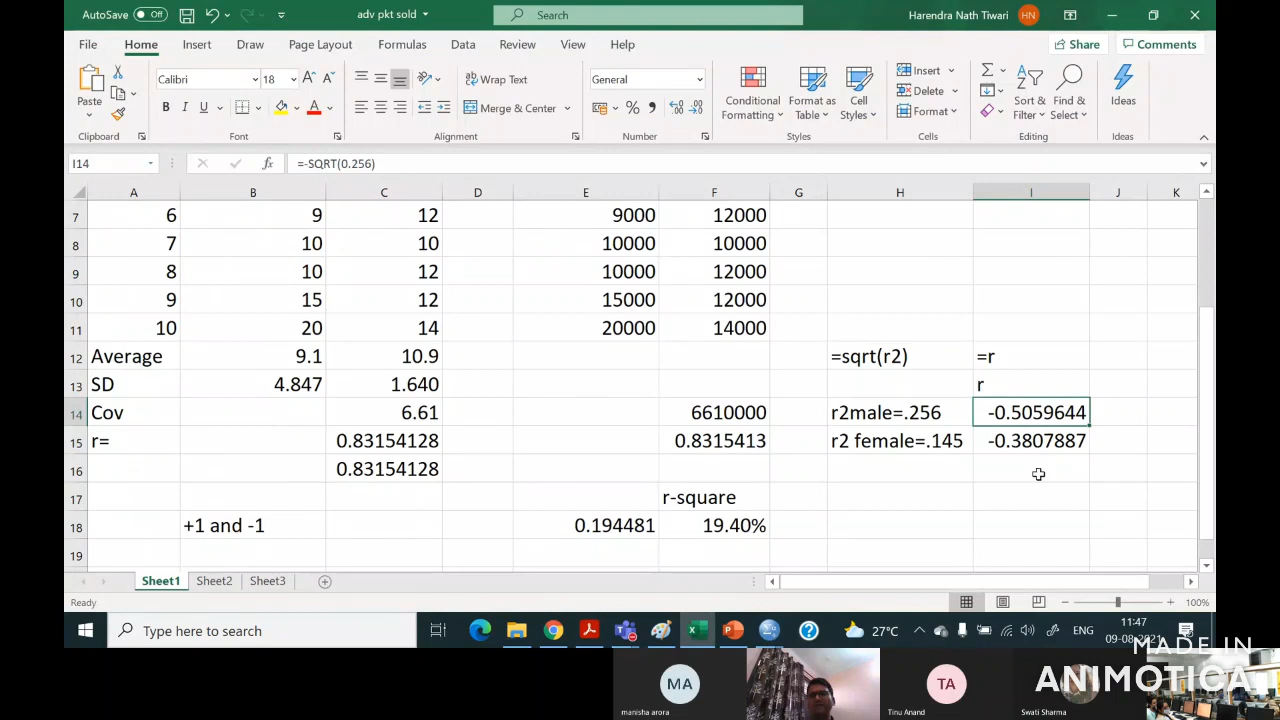 AutoSave Off adv pkt sold Search Harendra Nath Tiwari HN
File Home Insert Draw Page Layout Formulas Data Review View Help Share Comments
Paste Calibri 18 Wrap Text General Conditional Formatting Format as Table Cell Styles Insert Sort & Filter Find & Select Ideas
B I U Merge & Center Delete
Format
Clipboard Font Alignment Number Styles Cells Editing Ideas
I14 fx =-SQRT(0.256)
A B C D E F G H I J K
7 6 9 12 9000 12000
8 7 10 10 10000 10000
9 8 10 12 10000 12000
10 9 15 12 15000 12000
11 10 20 14 20000 14000
12 Average 9.1 10.9 =sqrt(r2) =r
13 SD 4.847 1.640 r
14 Cov 6.61 6610000 r2male=.256 -0.5059644
15 r= 0.83154128 0.8315413 r2 female=.145 -0.3807887
16 0.83154128
17 r-square
18 +1 and -1 0.194481 19.40%
19
Sheet1 Sheet2 Sheet3
Ready 100%
Type here to search 27°C ENG 11:47
09-08-2021
MADE IN
ANIMOTICA
MA TA
manisha arora Tinu Anand Swati Sharma